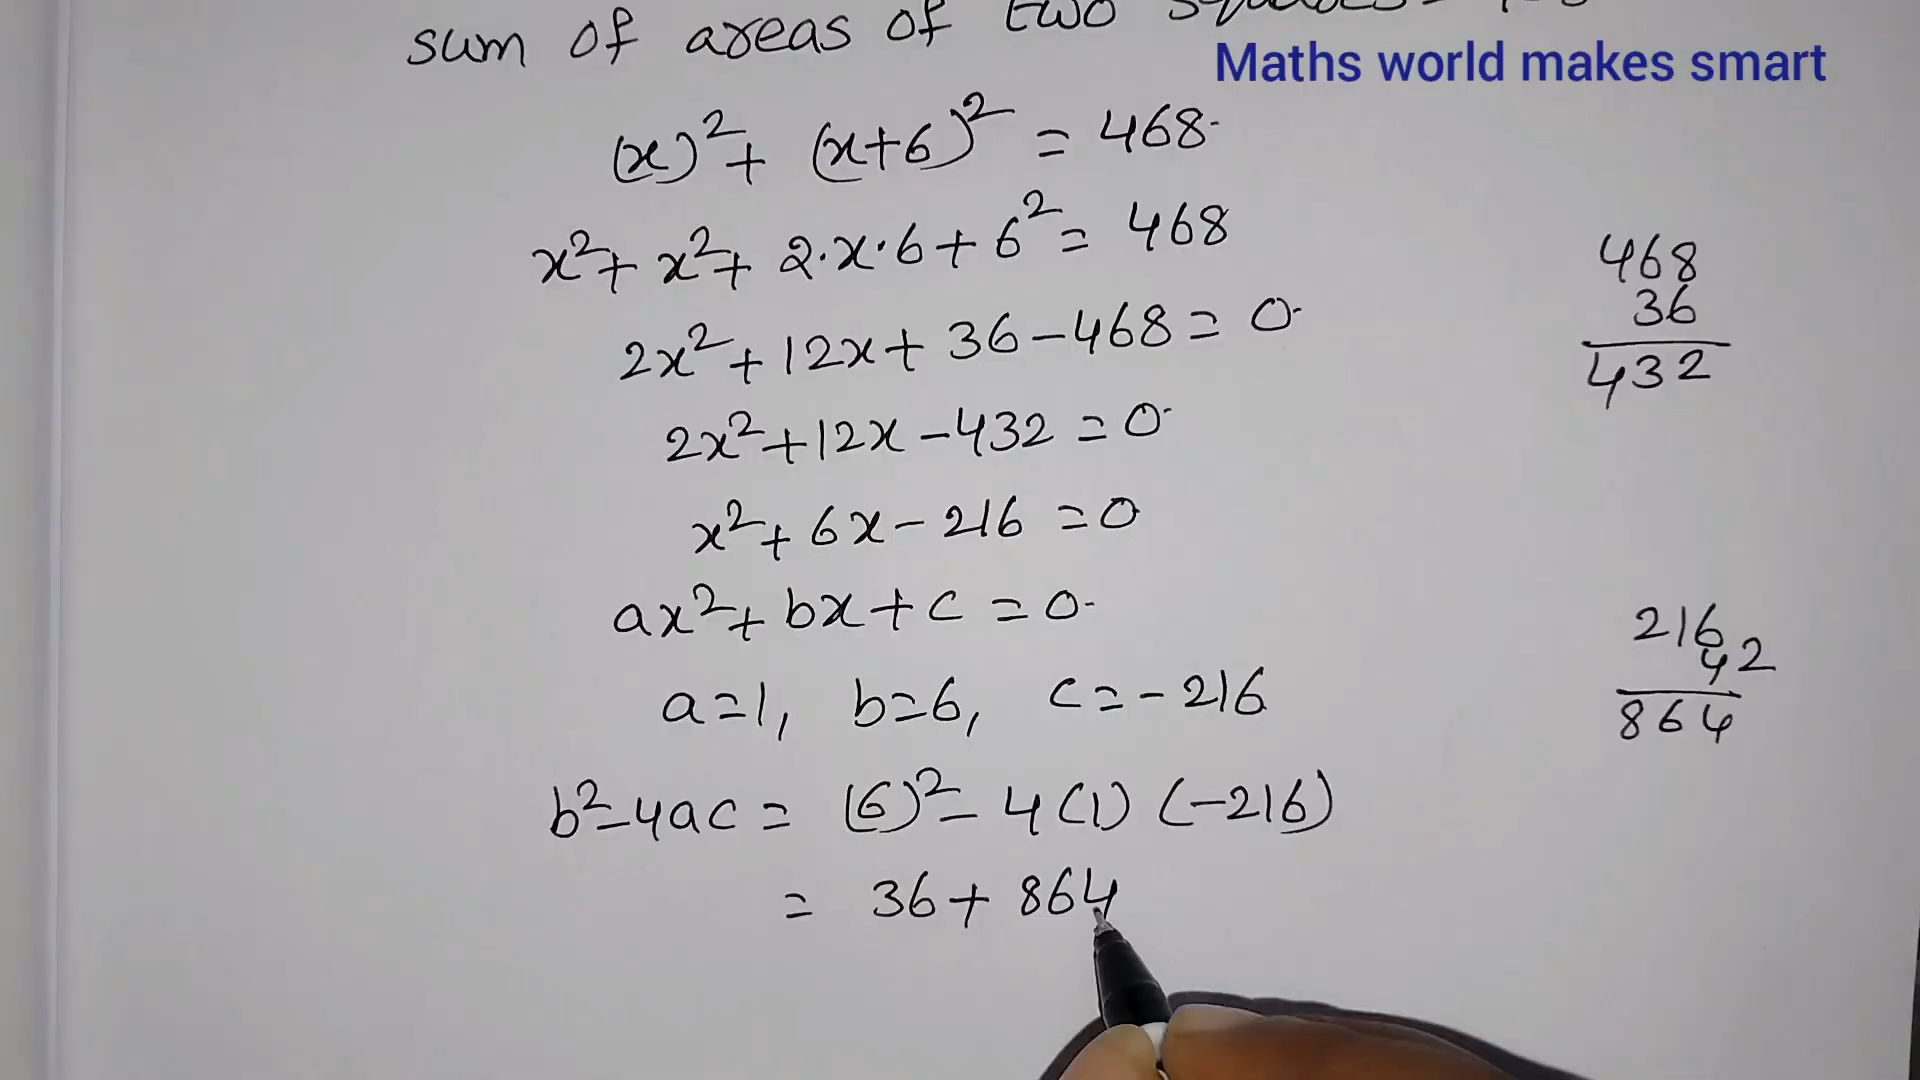 sum of areas of two squares =
Maths world makes smart
(x)² + (x+6)² = 468.
x² + x² + 2·x·6 + 6² = 468
2x² + 12x + 36 - 468 = 0.
2x² + 12x - 432 = 0.
x² + 6x - 216 = 0
ax² + bx + c = 0.
a=1, b=6, c=-216
b²-4ac = (6)² - 4(1) (-216)
= 36 + 864
468
36
432
216
42
864